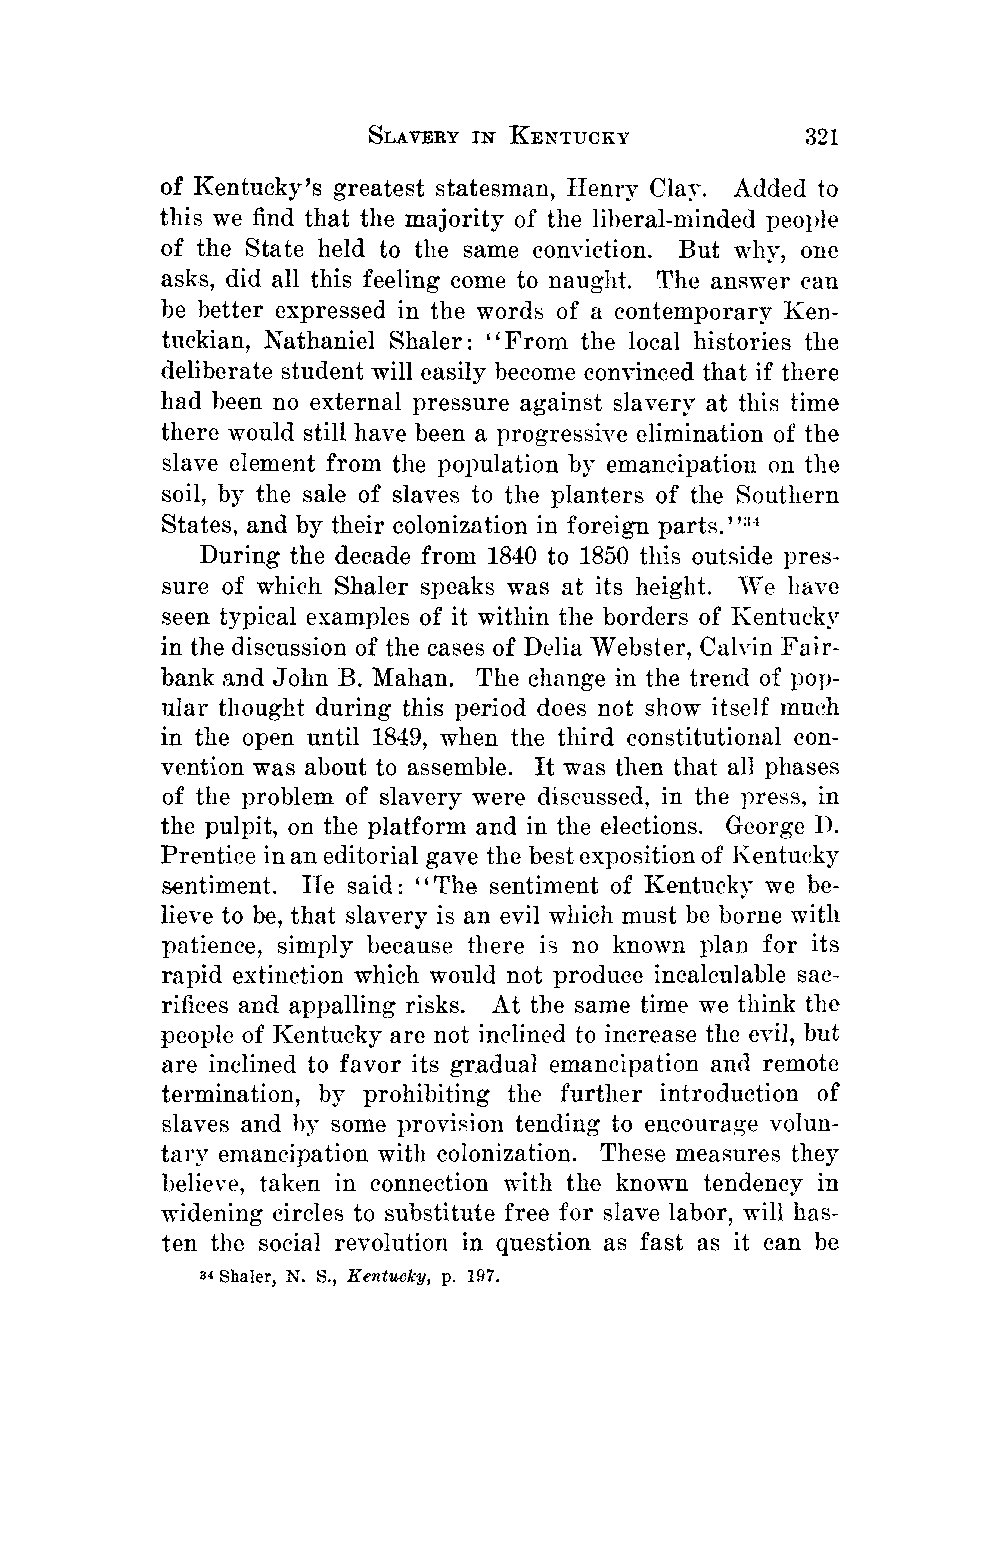 SLAVERY IN KENTUCKY 321
of Kentucky's greatest statesman, Henry Clay. Added to
this we find that the majority of the liberal-minded people
of the State held to the same conviction. But why, one
asks, did all this feeling come to naught. The answer can
be better expressed in the words of a contemporary Ken-
tuckian, Nathaniel Shaler: "From the local histories the
deliberate student will easily become convinced that if there
had been no external pressure against slavery at this time
there would still have been a progressive elimination of the
slave element from the population by emancipation on the
soil, by the sale of slaves to the planters of the Southern
States, and by their colonization in foreign parts."34
During the decade from 1840 to 1850 this outside pres-
sure of which Shaler speaks was at its height. We have
seen typical examples of it within the borders of Kentucky
in the discussion of the cases of Delia Webster, Calvin Fair-
bank and John B. Mahan. The change in the trend of pop-
ular thought during this period does not show itself much
in the open until 1849, when the third constitutional con-
vention was about to assemble. It was then that all phases
of the problem of slavery were discussed, in the press, in
the pulpit, on the platform and in the elections. George D.
Prentice in an editorial gave the best exposition of Kentucky
sentiment. He said: "The sentiment of Kentucky we be-
lieve to be, that slavery is an evil which must be borne with
patience, simply because there is no known plan for its
rapid extinction which would not produce incalculable sac-
rifices and appalling risks. At the same time we think the
people of Kentucky are not inclined to increase the evil, but
are inclined to favor its gradual emancipation and remote
termination, by prohibiting the further introduction of
slaves and by some provision tending to encourage volun-
tary emancipation with colonization. These measures they
believe, taken in connection with the known tendency in
widening circles to substitute free for slave labor, will has-
ten the social revolution in question as fast as it can be
34 Shaler, N. S., Kentucky, p. 197.